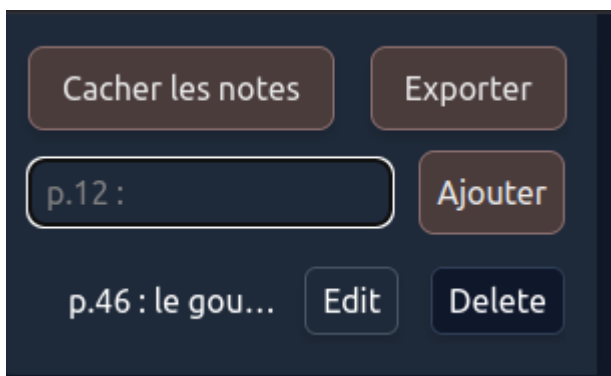 Cacher les notes Exporter
p.12 : Ajouter
p.46 : le gou... Edit Delete